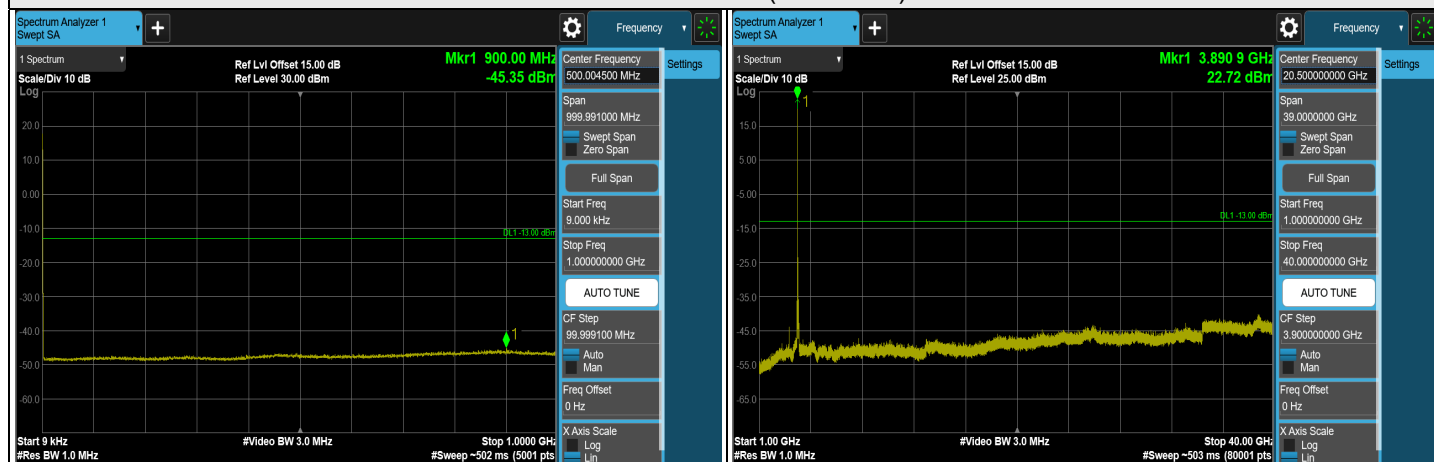 Spectrum Analyzer 1
Swept SA
+
Frequency
1 Spectrum
Scale/Div 10 dB
Log
Ref Lvl Offset 15.00 dB
Ref Level 30.00 dBm
Mkr1 900.00 MHz
-45.35 dBm
1
20.0
10.0
0.00
-10.0
-20.0
-30.0
-40.0
-50.0
-60.0
DL1 -13.00 dBm
Start 9 kHz
#Res BW 1.0 MHz
#Video BW 3.0 MHz
Stop 1.0000 GHz
#Sweep ~502 ms (5001 pts
Center Frequency
500.004500 MHz
Settings
Span
999.991000 MHz
Swept Span
Zero Span
Full Span
Start Freq
9.000 kHz
Stop Freq
1.000000000 GHz
AUTO TUNE
CF Step
99.999100 MHz
Auto
Man
Freq Offset
0 Hz
X Axis Scale
Log
Lin
Spectrum Analyzer 1
Swept SA
+
Frequency
1 Spectrum
Scale/Div 10 dB
Log
Ref Lvl Offset 15.00 dB
Ref Level 25.00 dBm
Mkr1 3.890 9 GHz
22.72 dBm
1
15.0
5.00
-5.00
-15.0
-25.0
-35.0
-45.0
-55.0
-65.0
DL1 -13.00 dBm
Start 1.00 GHz
#Res BW 1.0 MHz
#Video BW 3.0 MHz
Stop 40.00 GHz
#Sweep ~503 ms (80001 pts
Center Frequency
20.500000000 GHz
Settings
Span
39.0000000 GHz
Swept Span
Zero Span
Full Span
Start Freq
1.000000000 GHz
Stop Freq
40.000000000 GHz
AUTO TUNE
CF Step
3.900000000 GHz
Auto
Man
Freq Offset
0 Hz
X Axis Scale
Log
Lin